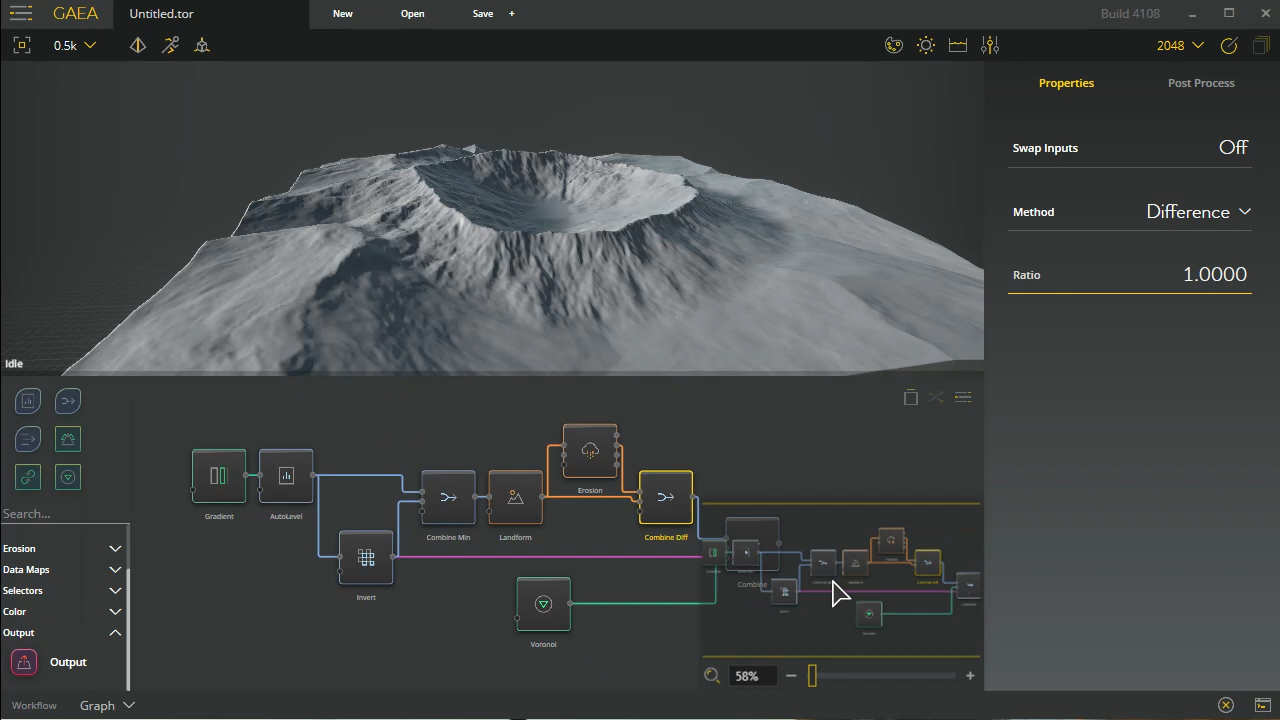 GAEA
Untitled.tor
New
Open
Save
+
Build 4108
0.5k
2048
Properties
Post Process
Swap Inputs
Off
Method
Difference
Ratio
1.0000
Idle
Search...
Erosion
Data Maps
Selectors
Color
Output
Output
Gradient
AutoLevel
Invert
Combine Min
Landform
Erosion
Combine Diff
Voronoi
Combine
58%
Workflow
Graph